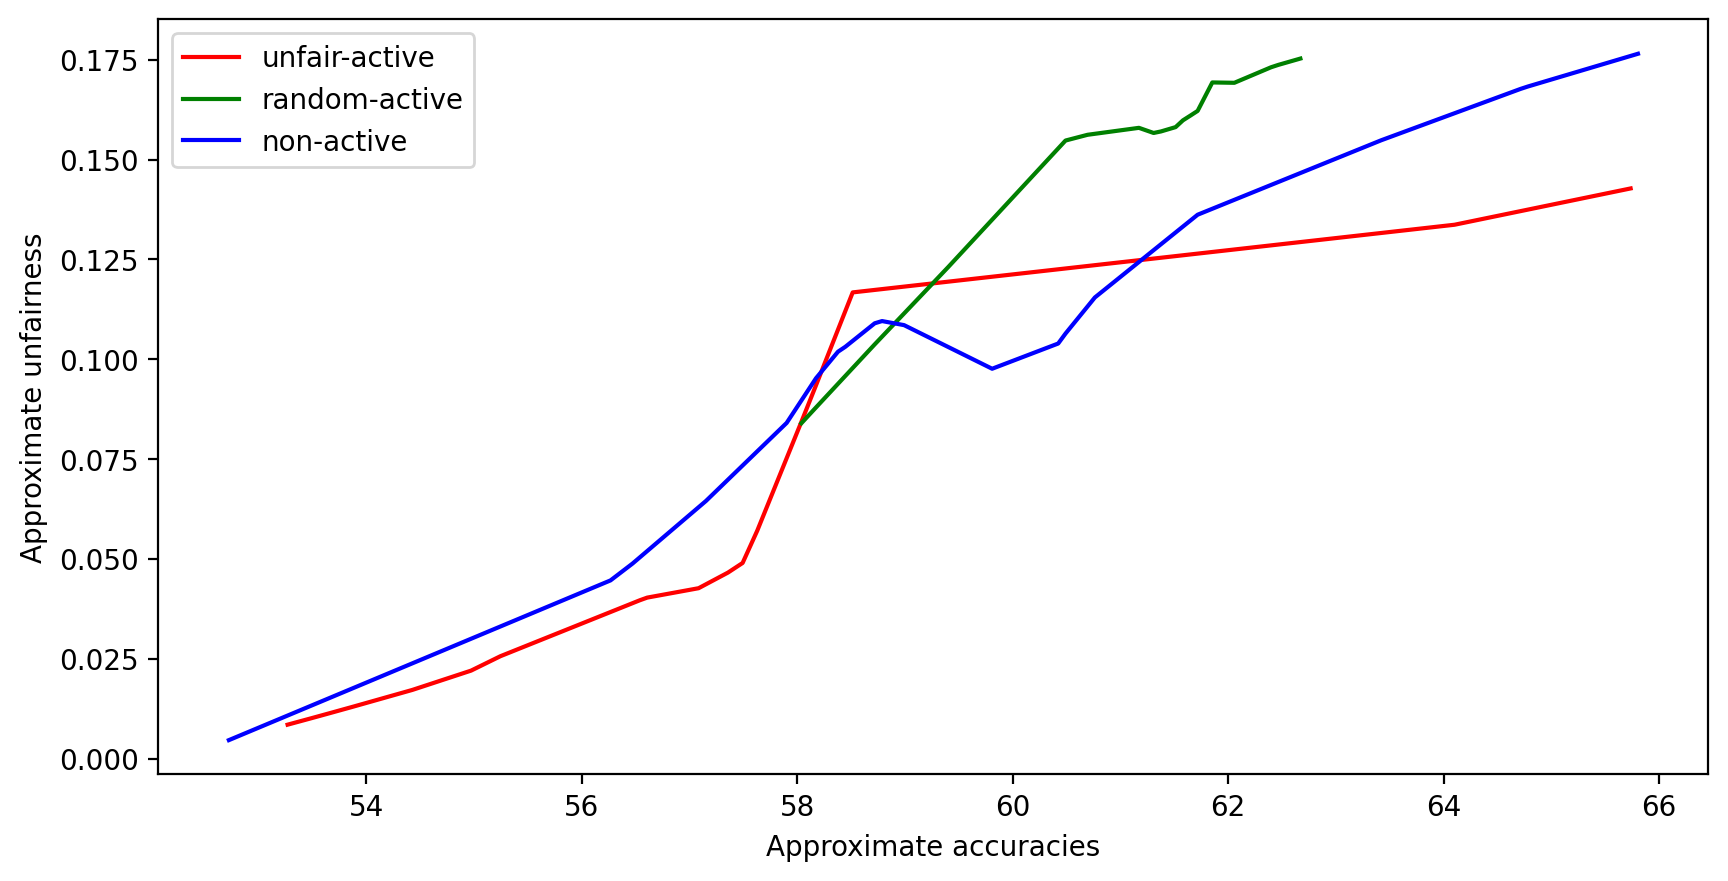 unfair-active
random-active
non-active
0.175
0.150
0.125
0.100
0.075
0.050
0.025
0.000
Approximate unfairness
54 56 58 60 62 64 66
Approximate accuracies